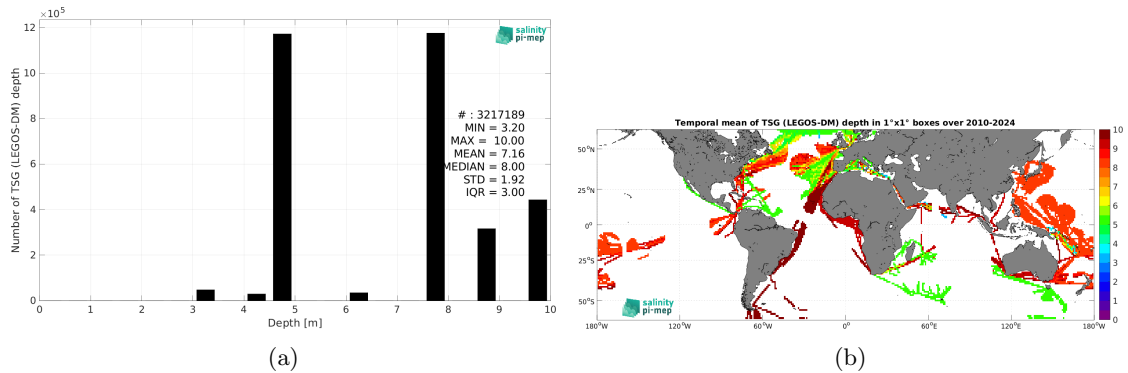 ×10⁵
12
10
8
6
4
2
0
Number of TSG (LEGOS-DM) depth
salinity
pi-mep
# : 3217189
MIN = 3.20
MAX = 10.00
MEAN = 7.16
MEDIAN = 8.00
STD = 1.92
IQR = 3.00
0 1 2 3 4 5 6 7 8 9 10
Depth [m]
(a)
Temporal mean of TSG (LEGOS-DM) depth in 1°x1° boxes over 2010-2024
50°N
25°N
0°
25°S
50°S
180°W 120°W 60°W 0° 60°E 120°E 180°E
salinity
pi-mep
10
9
8
7
6
5
4
3
2
1
0
(b)